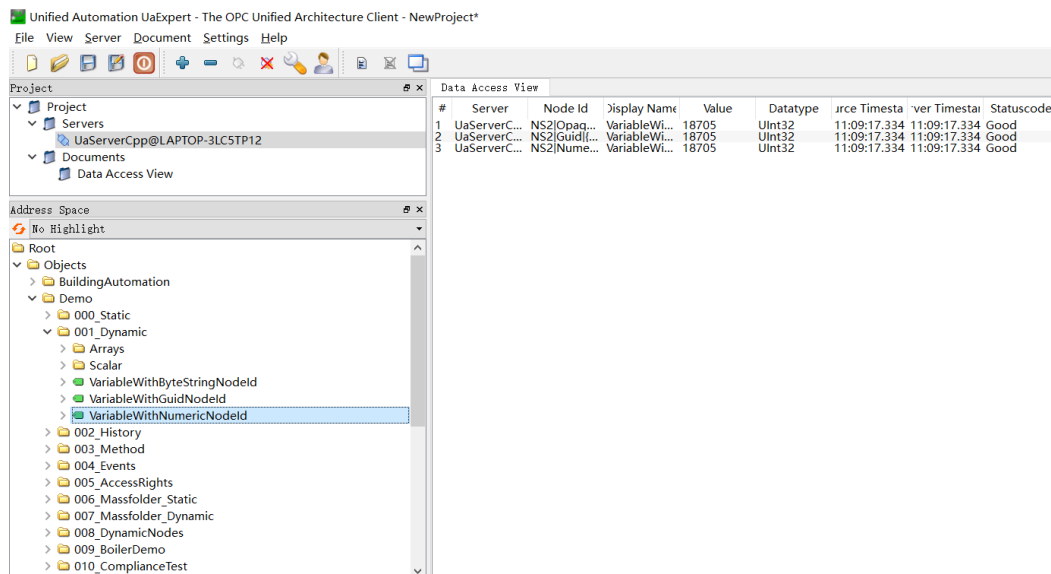 Unified Automation UaExpert - The OPC Unified Architecture Client - NewProject*
File View Server Document Settings Help
Project
Project
Servers
UaServerCpp@LAPTOP-3LC5TP12
Documents
Data Access View
Address Space
No Highlight
Root
Objects
BuildingAutomation
Demo
000_Static
001_Dynamic
Arrays
Scalar
VariableWithByteStringNodeId
VariableWithGuidNodeId
VariableWithNumericNodeId
002_History
003_Method
004_Events
005_AccessRights
006_Massfolder_Static
007_Massfolder_Dynamic
008_DynamicNodes
009_BoilerDemo
010_ComplianceTest
Data Access View
# Server Node Id Display Name Value Datatype urce Timesta ver Timestar Statuscode
1 UaServerC... NS2|Opaq... VariableWi... 18705 UInt32 11:09:17.334 11:09:17.334 Good
2 UaServerC... NS2|Guid|{... VariableWi... 18705 UInt32 11:09:17.334 11:09:17.334 Good
3 UaServerC... NS2|Nume... VariableWi... 18705 UInt32 11:09:17.334 11:09:17.334 Good